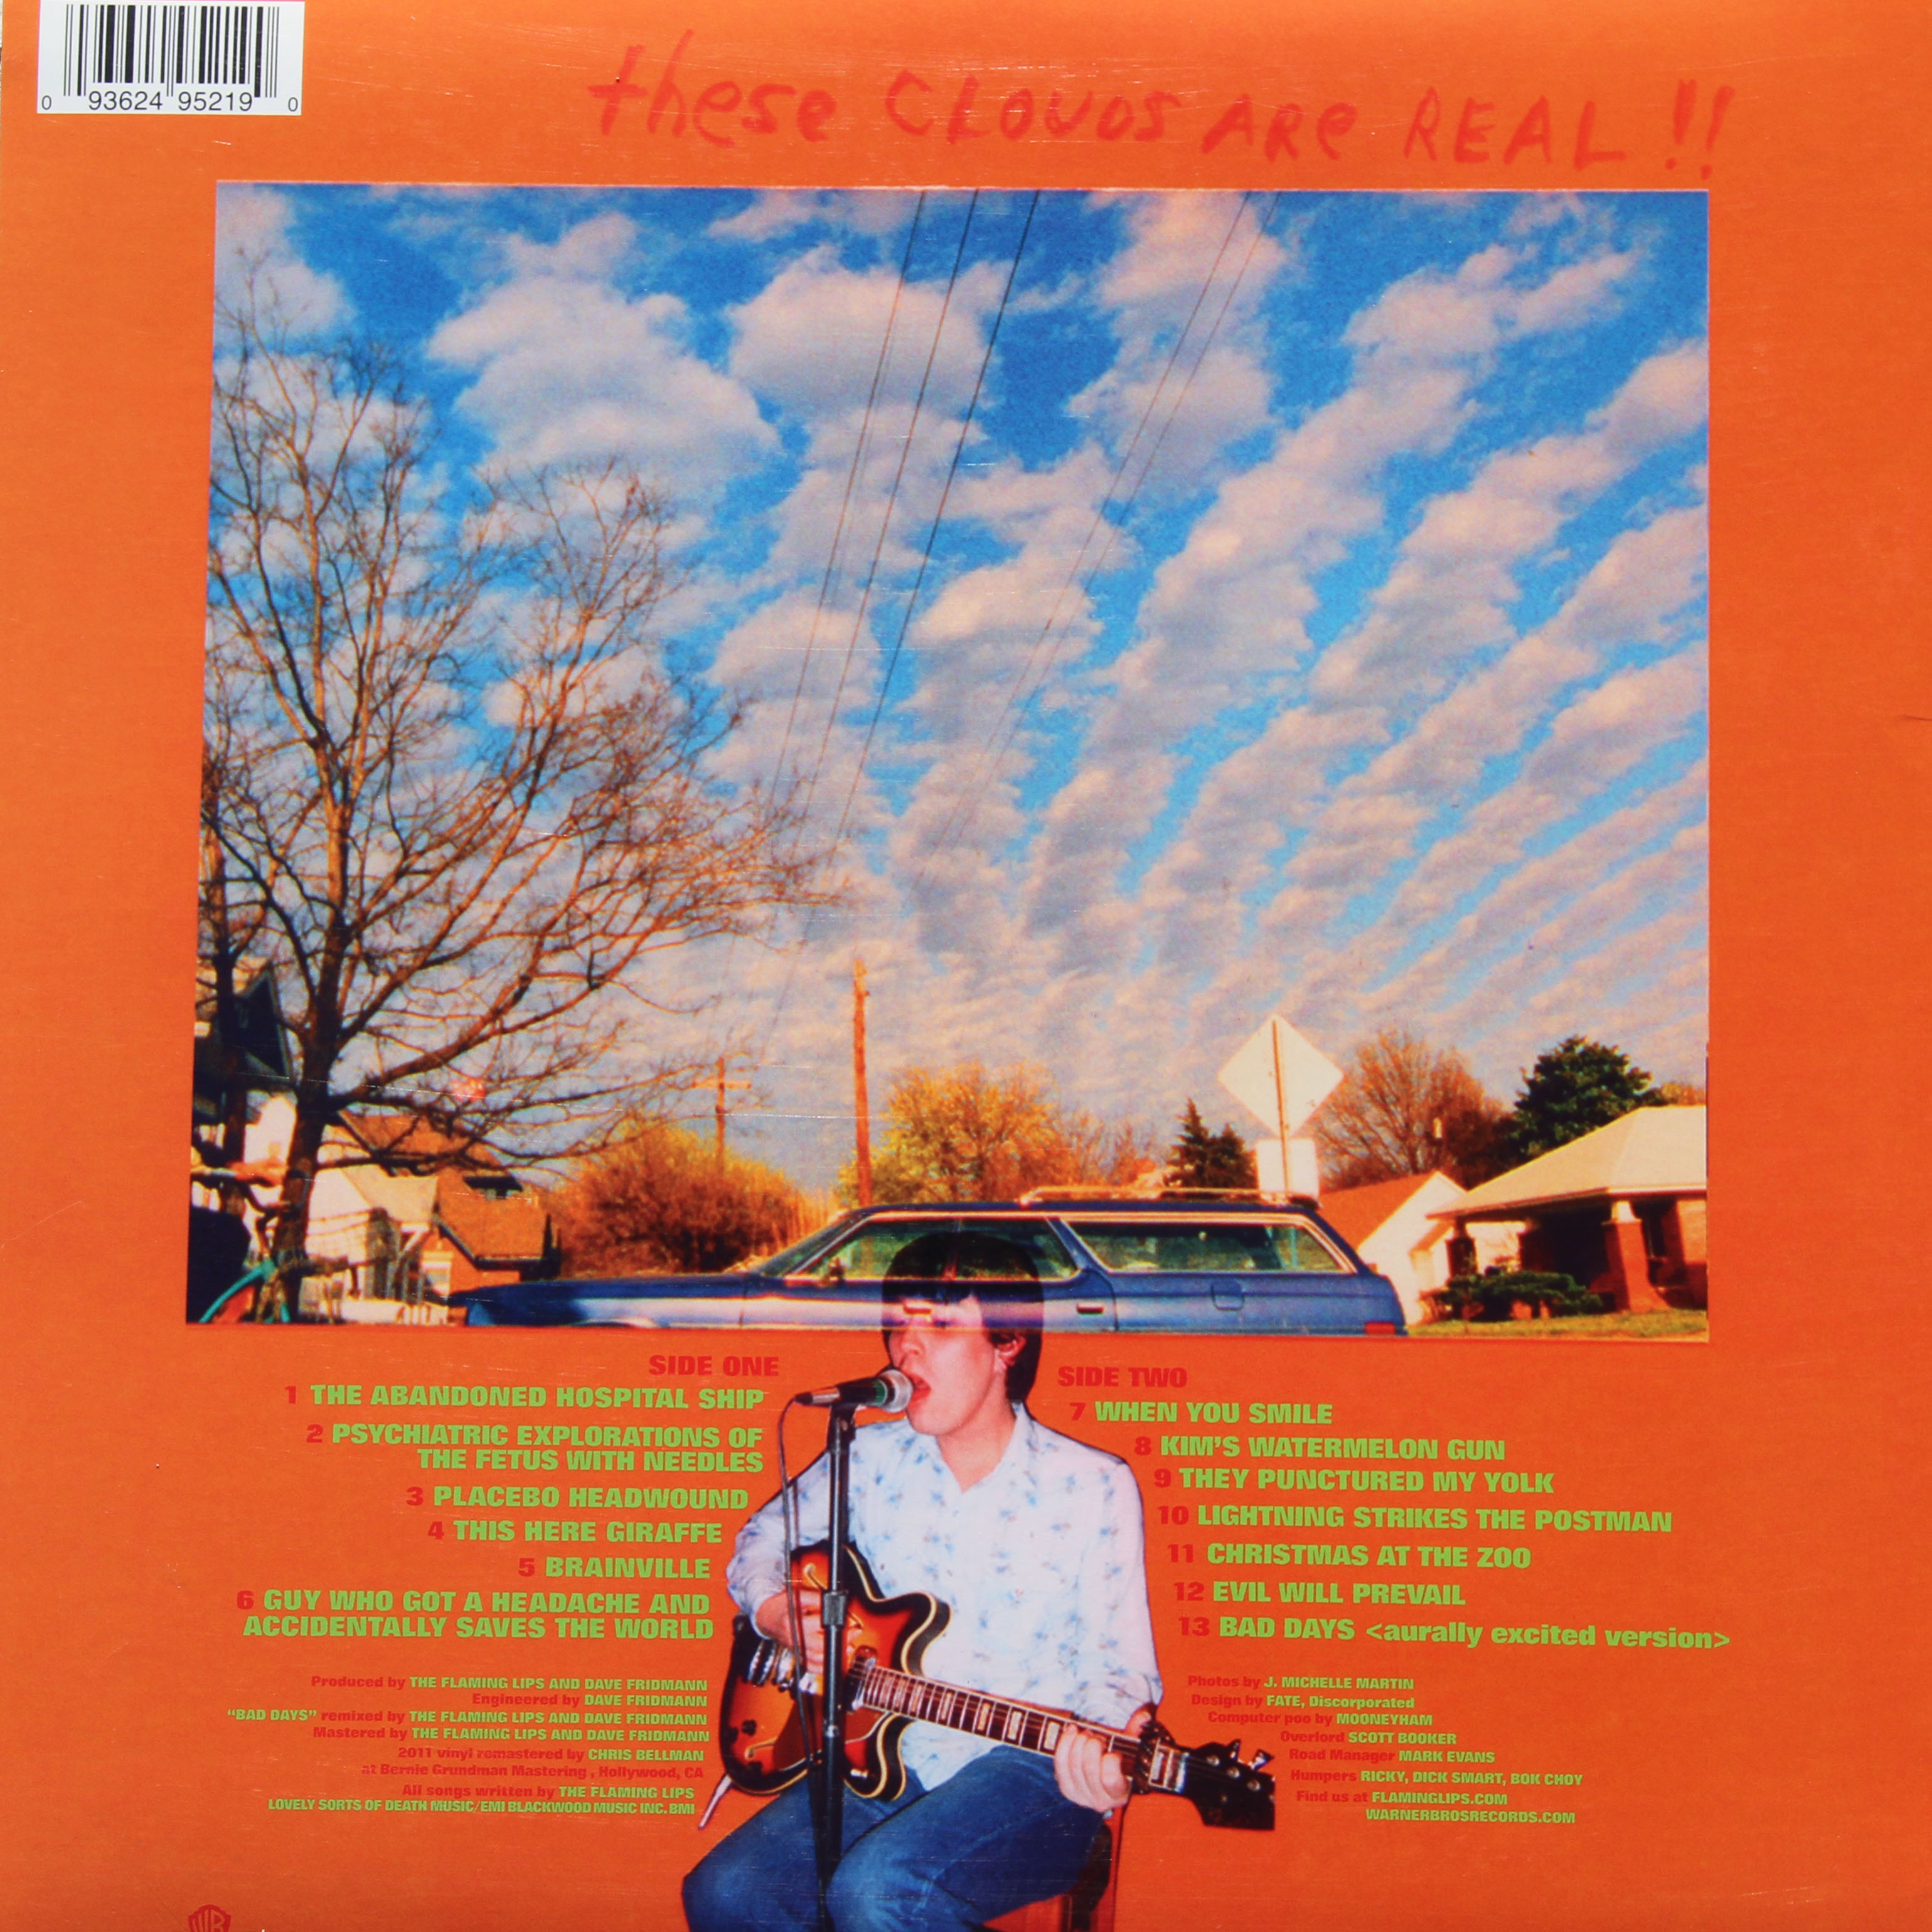 0 93624 95219 0
these CLOUDS ARe REAL!!
SIDE ONE
1 THE ABANDONED HOSPITAL SHIP
2 PSYCHIATRIC EXPLORATIONS OF
THE FETUS WITH NEEDLES
3 PLACEBO HEADWOUND
4 THIS HERE GIRAFFE
5 BRAINVILLE
6 GUY WHO GOT A HEADACHE AND
ACCIDENTALLY SAVES THE WORLD
Produced by THE FLAMING LIPS AND DAVE FRIDMANN
Engineered by DAVE FRIDMANN
“BAD DAYS” remixed by THE FLAMING LIPS AND DAVE FRIDMANN
Mastered by THE FLAMING LIPS AND DAVE FRIDMANN
2011 vinyl remastered by CHRIS BELLMAN
at Bernie Grundman Mastering , Hollywood, CA
All songs written by THE FLAMING LIPS
LOVELY SORTS OF DEATH MUSIC/EMI BLACKWOOD MUSIC INC. BMI
SIDE TWO
7 WHEN YOU SMILE
8 KIM'S WATERMELON GUN
9 THEY PUNCTURED MY YOLK
10 LIGHTNING STRIKES THE POSTMAN
11 CHRISTMAS AT THE ZOO
12 EVIL WILL PREVAIL
13 BAD DAYS <aurally excited version>
Photos by J. MICHELLE MARTIN
Design by FATE, Discorporated
Computer poo by MOONEYHAM
Overlord SCOTT BOOKER
Road Manager MARK EVANS
Humpers RICKY, DICK SMART, BOK CHOY
Find us at FLAMINGLIPS.COM
WARNERBROSRECORDS.COM
WB